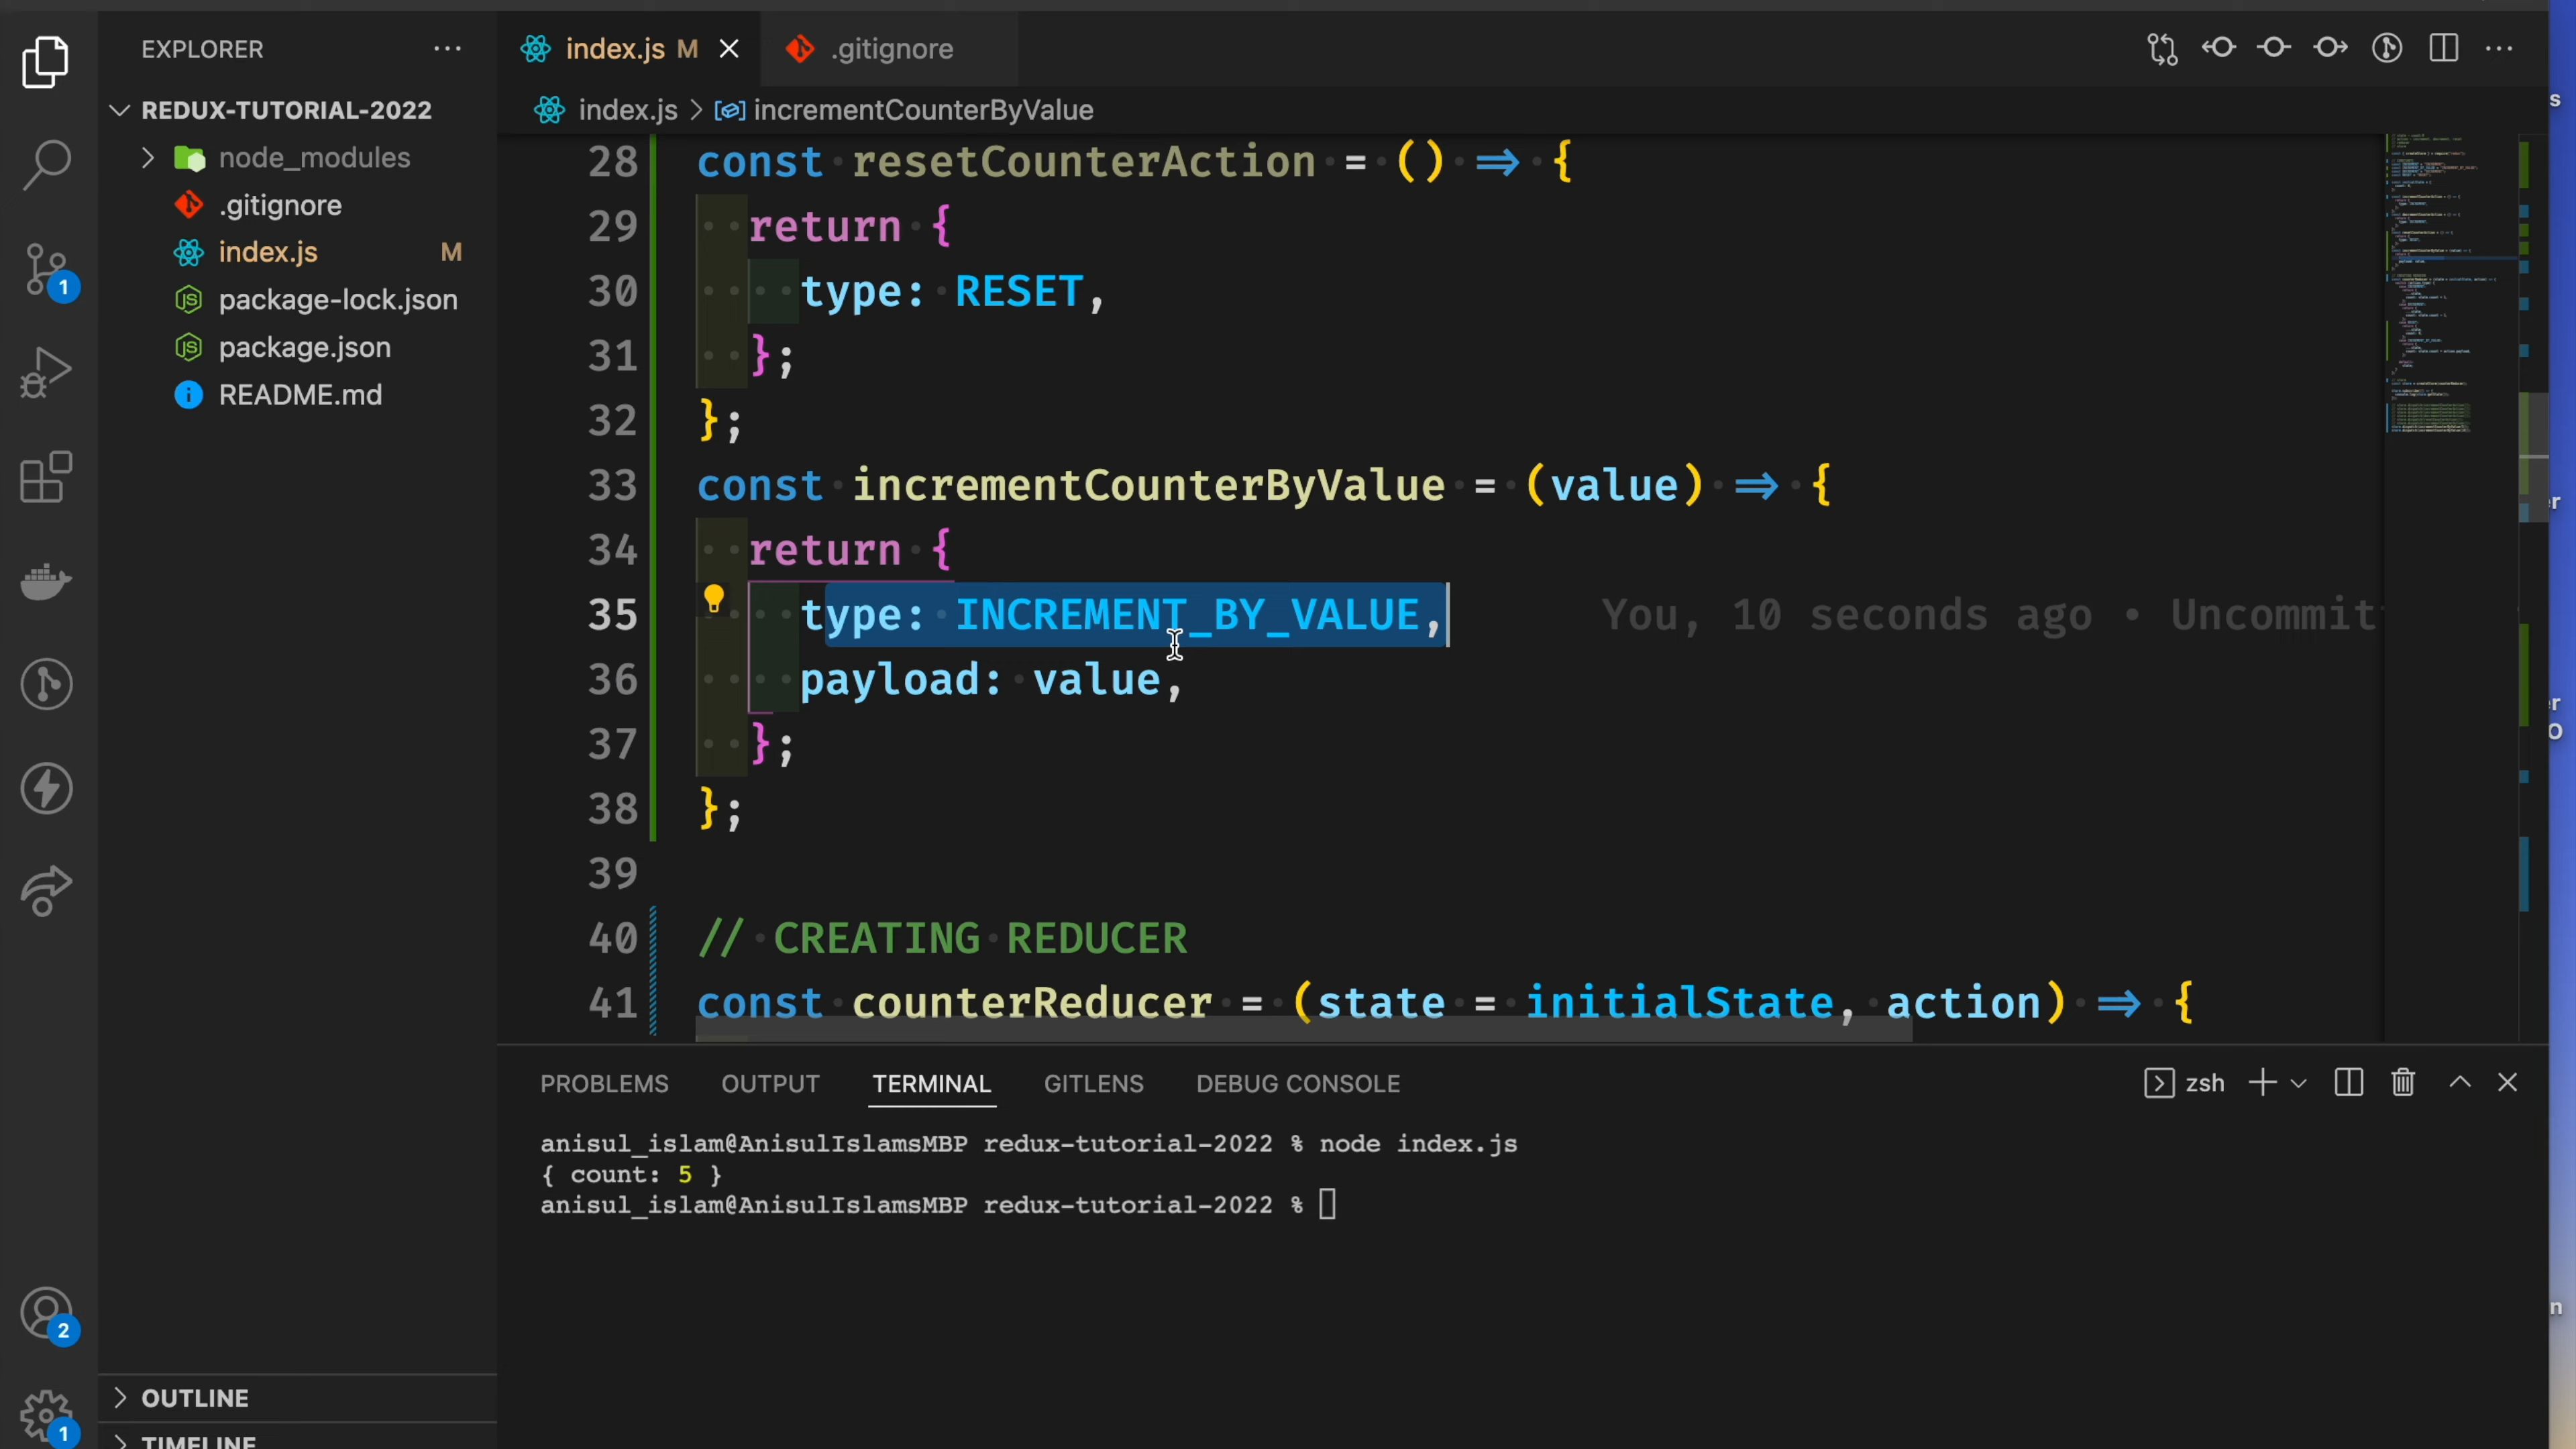 EXPLORER
REDUX-TUTORIAL-2022
node_modules
.gitignore
index.js M
package-lock.json
package.json
README.md
OUTLINE
TIMELINE
1
2
1
index.js M
.gitignore
index.js > incrementCounterByValue
28 const resetCounterAction = () => {
29 return {
30 type: RESET,
31 };
32 };
33 const incrementCounterByValue = (value) => {
34 return {
35 type: INCREMENT_BY_VALUE, You, 10 seconds ago • Uncommit
36 payload: value,
37 };
38 };
39
40 // CREATING REDUCER
41 const counterReducer = (state = initialState, action) => {
PROBLEMS OUTPUT TERMINAL GITLENS DEBUG CONSOLE zsh
anisul_islam@AnisulIslamsMBP redux-tutorial-2022 % node index.js
{ count: 5 }
anisul_islam@AnisulIslamsMBP redux-tutorial-2022 %